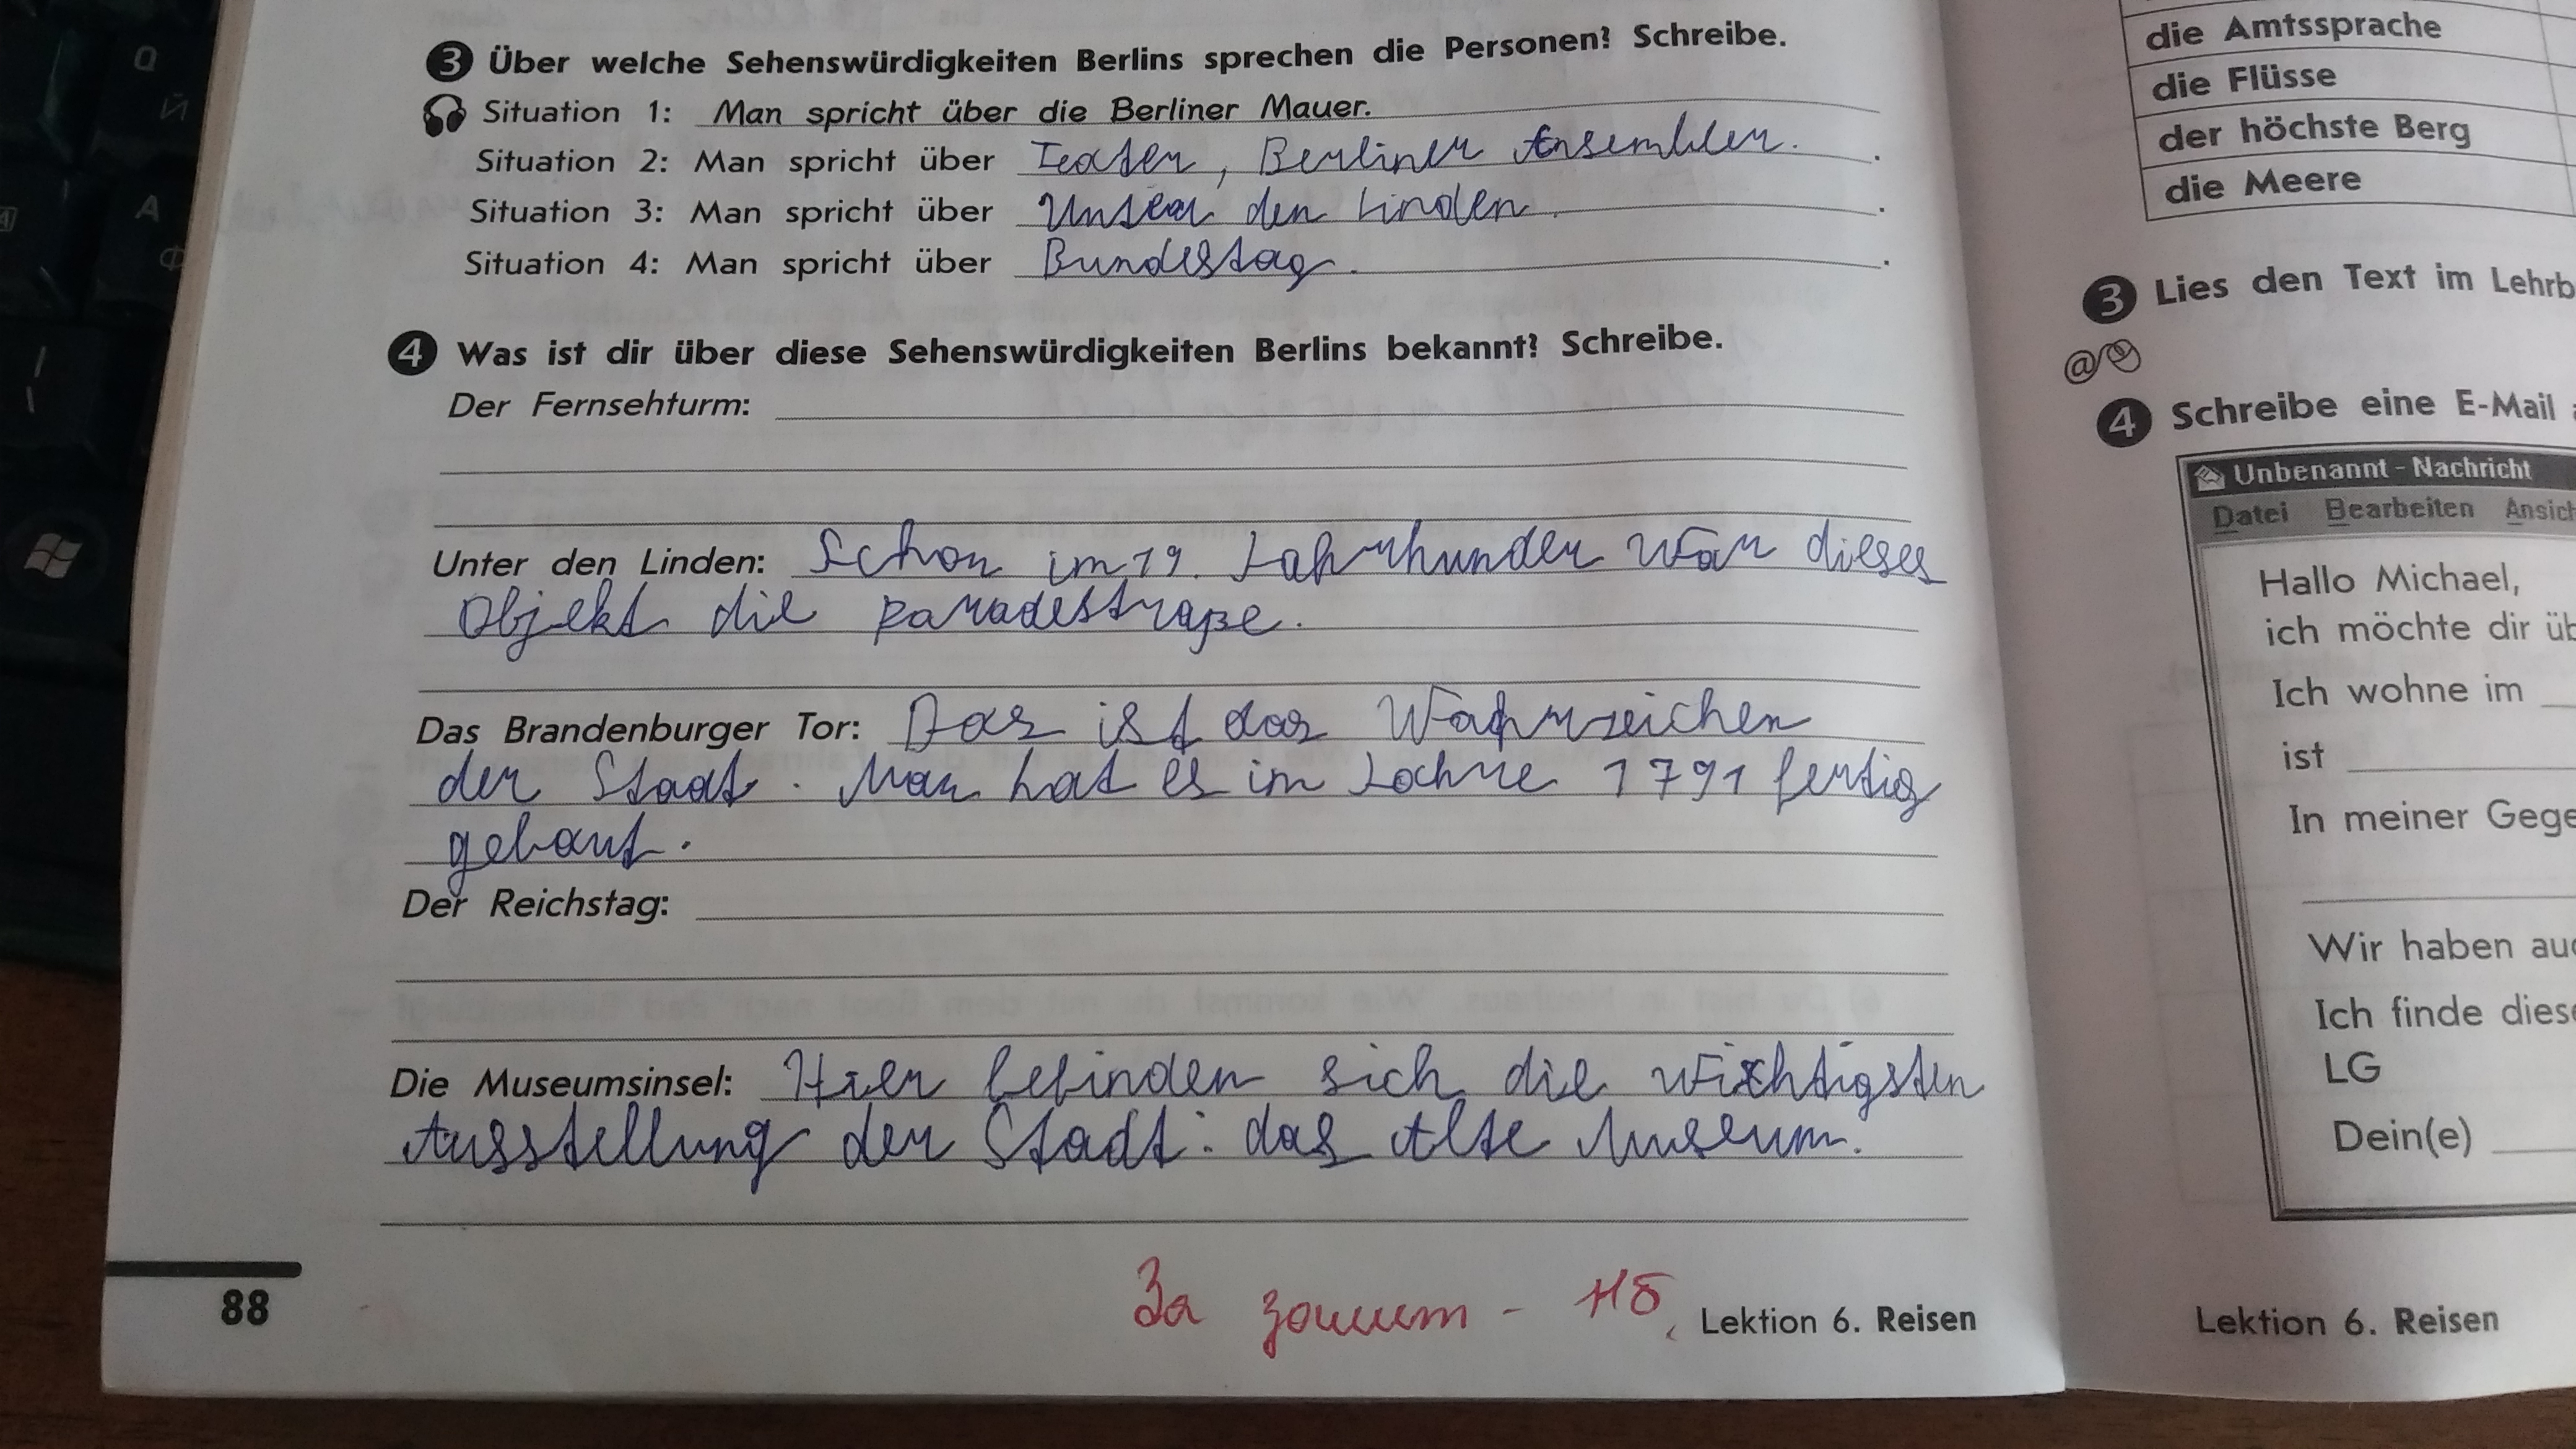 3 Über welche Sehenswürdigkeiten Berlins sprechen die Personen? Schreibe.
Situation 1: Man spricht über die Berliner Mauer.
Situation 2: Man spricht über Teater, Berliner Ansembler.
Situation 3: Man spricht über Unter den Linden.
Situation 4: Man spricht über Bundestag.
4 Was ist dir über diese Sehenswürdigkeiten Berlins bekannt? Schreibe.
Der Fernsehturm:
Unter den Linden: Schon im 19. Jahrhunder war dieses
Objekt die Paradestraße.
Das Brandenburger Tor: Das ist das Wahrzeichen
der Stadt. Man hat es im Jahre 1791 fertig
gebaut.
Der Reichstag:
Die Museumsinsel: Hier befinden sich die wichtigsten
Ausstellung der Stadt: das Alte Museum.
88
За зошит - Нб
Lektion 6. Reisen
die Amtssprache
die Flüsse
der höchste Berg
die Meere
3 Lies den Text im Lehrb
4 Schreibe eine E-Mail
Unbenannt - Nachricht
Datei Bearbeiten Ansich
Hallo Michael,
ich möchte dir üb
Ich wohne im
ist
In meiner Gege
Wir haben auc
Ich finde diese
LG
Dein(e)
Lektion 6. Reisen